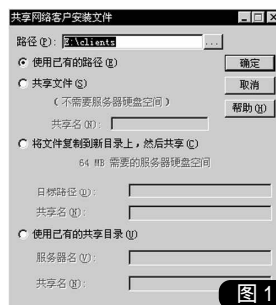 共享网络客户安装文件
路径(P): E:\clients ...
使用已有的路径(E)
确定
共享文件(S)
取消
(不需要服务器硬盘空间)
帮助(H)
共享名(N):
将文件复制到新目录上，然后共享(C)
64 MB 需要的服务器硬盘空间
目标路径(D):
共享名(N):
使用已有的共享目录(U)
服务器名(V):
共享名(R):
图 1